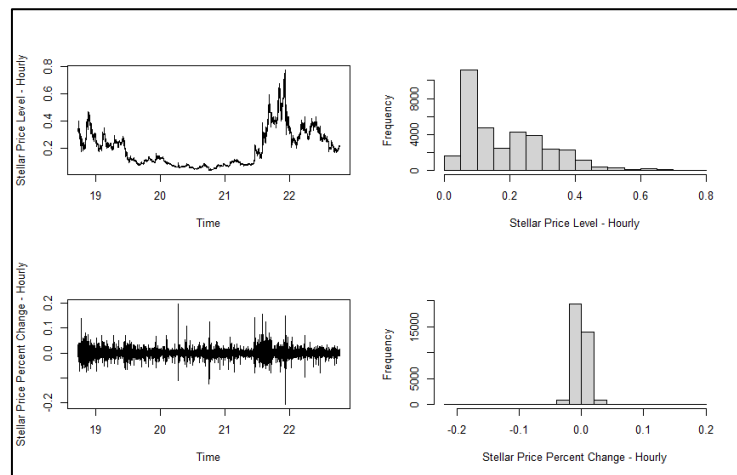 Stellar Price Level - Hourly
0.8
0.6
0.4
0.2
19 20 21 22
Time
Frequency
8000
4000
0
0.0 0.2 0.4 0.6 0.8
Stellar Price Level - Hourly
Stellar Price Percent Change - Hourly
0.2
0.1
0.0
-0.2
19 20 21 22
Time
Frequency
15000
5000
0
-0.2 -0.1 0.0 0.1 0.2
Stellar Price Percent Change - Hourly